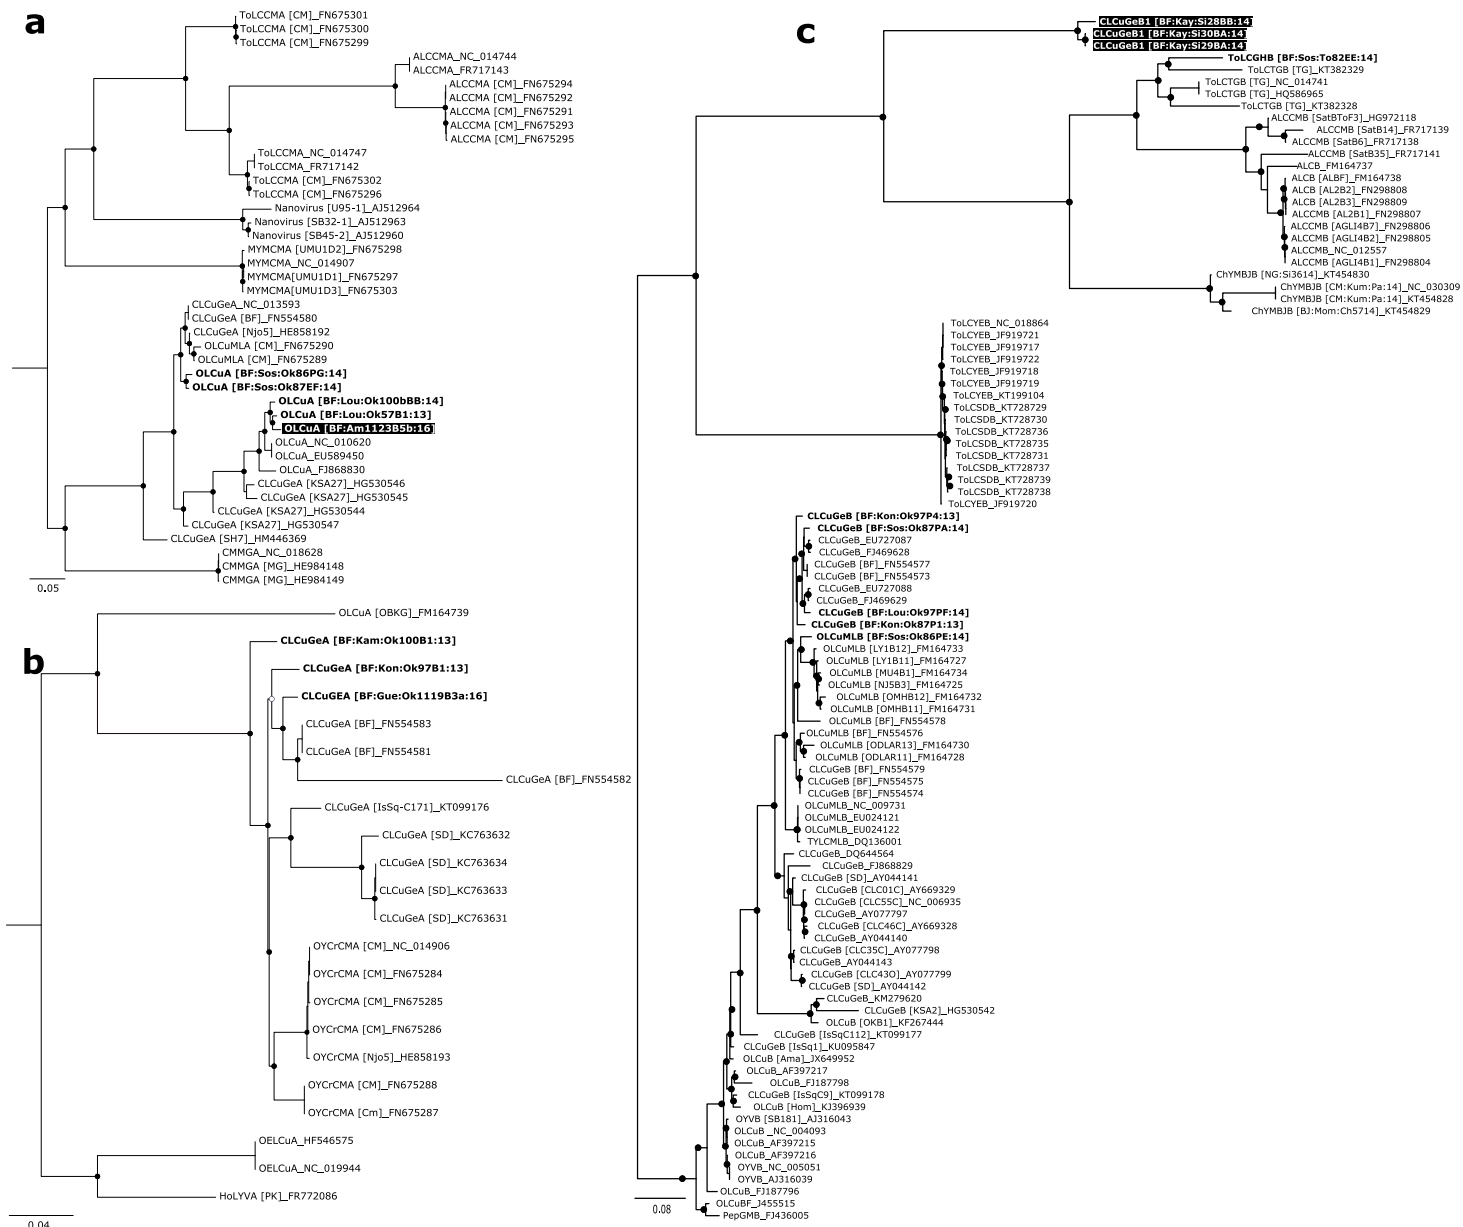 a
ToLCCMA [CM]_FN675301
ToLCCMA [CM]_FN675300
ToLCCMA [CM]_FN675299
ALCCMA_NC_014744
ALCCMA_FR717143
ALCCMA [CM]_FN675294
ALCCMA [CM]_FN675292
ALCCMA [CM]_FN675291
ALCCMA [CM]_FN675293
ALCCMA [CM]_FN675295
ToLCCMA_NC_014747
ToLCCMA_FR717142
ToLCCMA [CM]_FN675302
ToLCCMA [CM]_FN675296
Nanovirus [U95-1]_AJ512964
Nanovirus [SB32-1]_AJ512963
Nanovirus [SB45-2]_AJ512960
MYMCMA [UMU1D2]_FN675298
MYMCMA_NC_014907
MYMCMA[UMU1D1]_FN675297
MYMCMA[UMU1D3]_FN675303
CLCuGeA_NC_013593
CLCuGeA [BF]_FN554580
CLCuGeA [Njo5]_HE858192
OLCuMLA [CM]_FN675290
OLCuMLA [CM]_FN675289
OLCuA [BF:Sos:Ok86PG:14]
OLCuA [BF:Sos:Ok87EF:14]
OLCuA [BF:Lou:Ok100bBB:14]
OLCuA [BF:Lou:Ok57B1:13]
OLCuA [BF:Am1123B5b:16]
OLCuA_NC_010620
OLCuA_EU589450
OLCuA_FJ868830
CLCuGeA [KSA27]_HG530546
CLCuGeA [KSA27]_HG530545
CLCuGeA [KSA27]_HG530544
CLCuGeA [KSA27]_HG530547
CLCuGeA [SH7]_HM446369
CMMGA_NC_018628
CMMGA [MG]_HE984148
CMMGA [MG]_HE984149
0.05
b
OLCuA [OBKG]_FM164739
CLCuGeA [BF:Kam:Ok100B1:13]
CLCuGeA [BF:Kon:Ok97B1:13]
CLCuGEA [BF:Gue:Ok1119B3a:16]
CLCuGeA [BF]_FN554583
CLCuGeA [BF]_FN554581
CLCuGeA [BF]_FN554582
CLCuGeA [IsSq-C171]_KT099176
CLCuGeA [SD]_KC763632
CLCuGeA [SD]_KC763634
CLCuGeA [SD]_KC763633
CLCuGeA [SD]_KC763631
OYCrCMA [CM]_NC_014906
OYCrCMA [CM]_FN675284
OYCrCMA [CM]_FN675285
OYCrCMA [CM]_FN675286
OYCrCMA [Njo5]_HE858193
OYCrCMA [CM]_FN675288
OYCrCMA [Cm]_FN675287
OELCuA_HF546575
OELCuA_NC_019944
HoLYVA [PK]_FR772086
0.04
c
CLCuGeB1 [BF:Kay:Si28BB:14]
CLCuGeB1 [BF:Kay:Si30BA:14]
CLCuGeB1 [BF:Kay:Si29BA:14]
ToLCGHB [BF:Sos:To82EE:14]
ToLCTGB [TG]_KT382329
ToLCTGB [TG]_NC_014741
ToLCTGB [TG]_HQ586965
ToLCTGB [TG]_KT382328
ALCCMB [SatBToF3]_HG972118
ALCCMB [SatB14]_FR717139
ALCCMB [SatB6]_FR717138
ALCCMB [SatB35]_FR717141
ALCB_FM164737
ALCB [ALBF]_FM164738
ALCB [AL2B2]_FN298808
ALCB [AL2B3]_FN298809
ALCCMB [AL2B1]_FN298807
ALCCMB [AGLI4B7]_FN298806
ALCCMB [AGLI4B2]_FN298805
ALCCMB_NC_012557
ALCCMB [AGLI4B1]_FN298804
ChYMBJB [NG:Si3614]_KT454830
ChYMBJB [CM:Kum:Pa:14]_NC_030309
ChYMBJB [CM:Kum:Pa:14]_KT454828
ChYMBJB [BJ:Mom:Ch5714]_KT454829
ToLCYEB_NC_018864
ToLCYEB_JF919721
ToLCYEB_JF919717
ToLCYEB_JF919722
ToLCYEB_JF919718
ToLCYEB_JF919719
ToLCYEB_KT199104
ToLCSDB_KT728729
ToLCSDB_KT728730
ToLCSDB_KT728736
ToLCSDB_KT728735
ToLCSDB_KT728731
ToLCSDB_KT728737
ToLCSDB_KT728739
ToLCSDB_KT728738
ToLCYEB_JF919720
CLCuGeB [BF:Kon:Ok97P4:13]
CLCuGeB [BF:Sos:Ok87PA:14]
CLCuGeB_EU727087
CLCuGeB_FJ469628
CLCuGeB [BF]_FN554577
CLCuGeB [BF]_FN554573
CLCuGeB_EU727088
CLCuGeB_FJ469629
CLCuGeB [BF:Lou:Ok97PF:14]
CLCuGeB [BF:Kon:Ok87P1:13]
OLCuMLB [BF:Sos:Ok86PE:14]
OLCuMLB [LY1B12]_FM164733
OLCuMLB [LY1B11]_FM164727
OLCuMLB [MU4B1]_FM164734
OLCuMLB [NJ5B3]_FM164725
OLCuMLB [OMHB12]_FM164732
OLCuMLB [OMHB11]_FM164731
OLCuMLB [BF]_FN554578
OLCuMLB [BF]_FN554576
OLCuMLB [ODLAR13]_FM164730
OLCuMLB [ODLAR11]_FM164728
CLCuGeB [BF]_FN554579
CLCuGeB [BF]_FN554575
CLCuGeB [BF]_FN554574
OLCuMLB_NC_009731
OLCuMLB_EU024121
OLCuMLB_EU024122
TYLCMLB_DQ136001
CLCuGeB_DQ644564
CLCuGeB_FJ868829
CLCuGeB [SD]_AY044141
CLCuGeB [CLC01C]_AY669329
CLCuGeB [CLC55C]_NC_006935
CLCuGeB_AY077797
CLCuGeB [CLC46C]_AY669328
CLCuGeB_AY044140
CLCuGeB [CLC35C]_AY077798
CLCuGeB_AY044143
CLCuGeB [CLC43O]_AY077799
CLCuGeB [SD]_AY044142
CLCuGeB_KM279620
CLCuGeB [KSA2]_HG530542
OLCuB [OKB1]_KF267444
CLCuGeB [IsSqC112]_KT099177
CLCuGeB [IsSq1]_KU095847
OLCuB [Ama]_JX649952
OLCuB_AF397217
OLCuB_FJ187798
CLCuGeB [IsSqC9]_KT099178
OLCuB [Hom]_KJ396939
OYVB [SB181]_AJ316043
OLCuB_NC_004093
OLCuB_AF397215
OLCuB_AF397216
OYVB_NC_005051
OYVB_AJ316039
OLCuB_FJ187796
OLCuBF_J455515
PepGMB_FJ436005
0.08